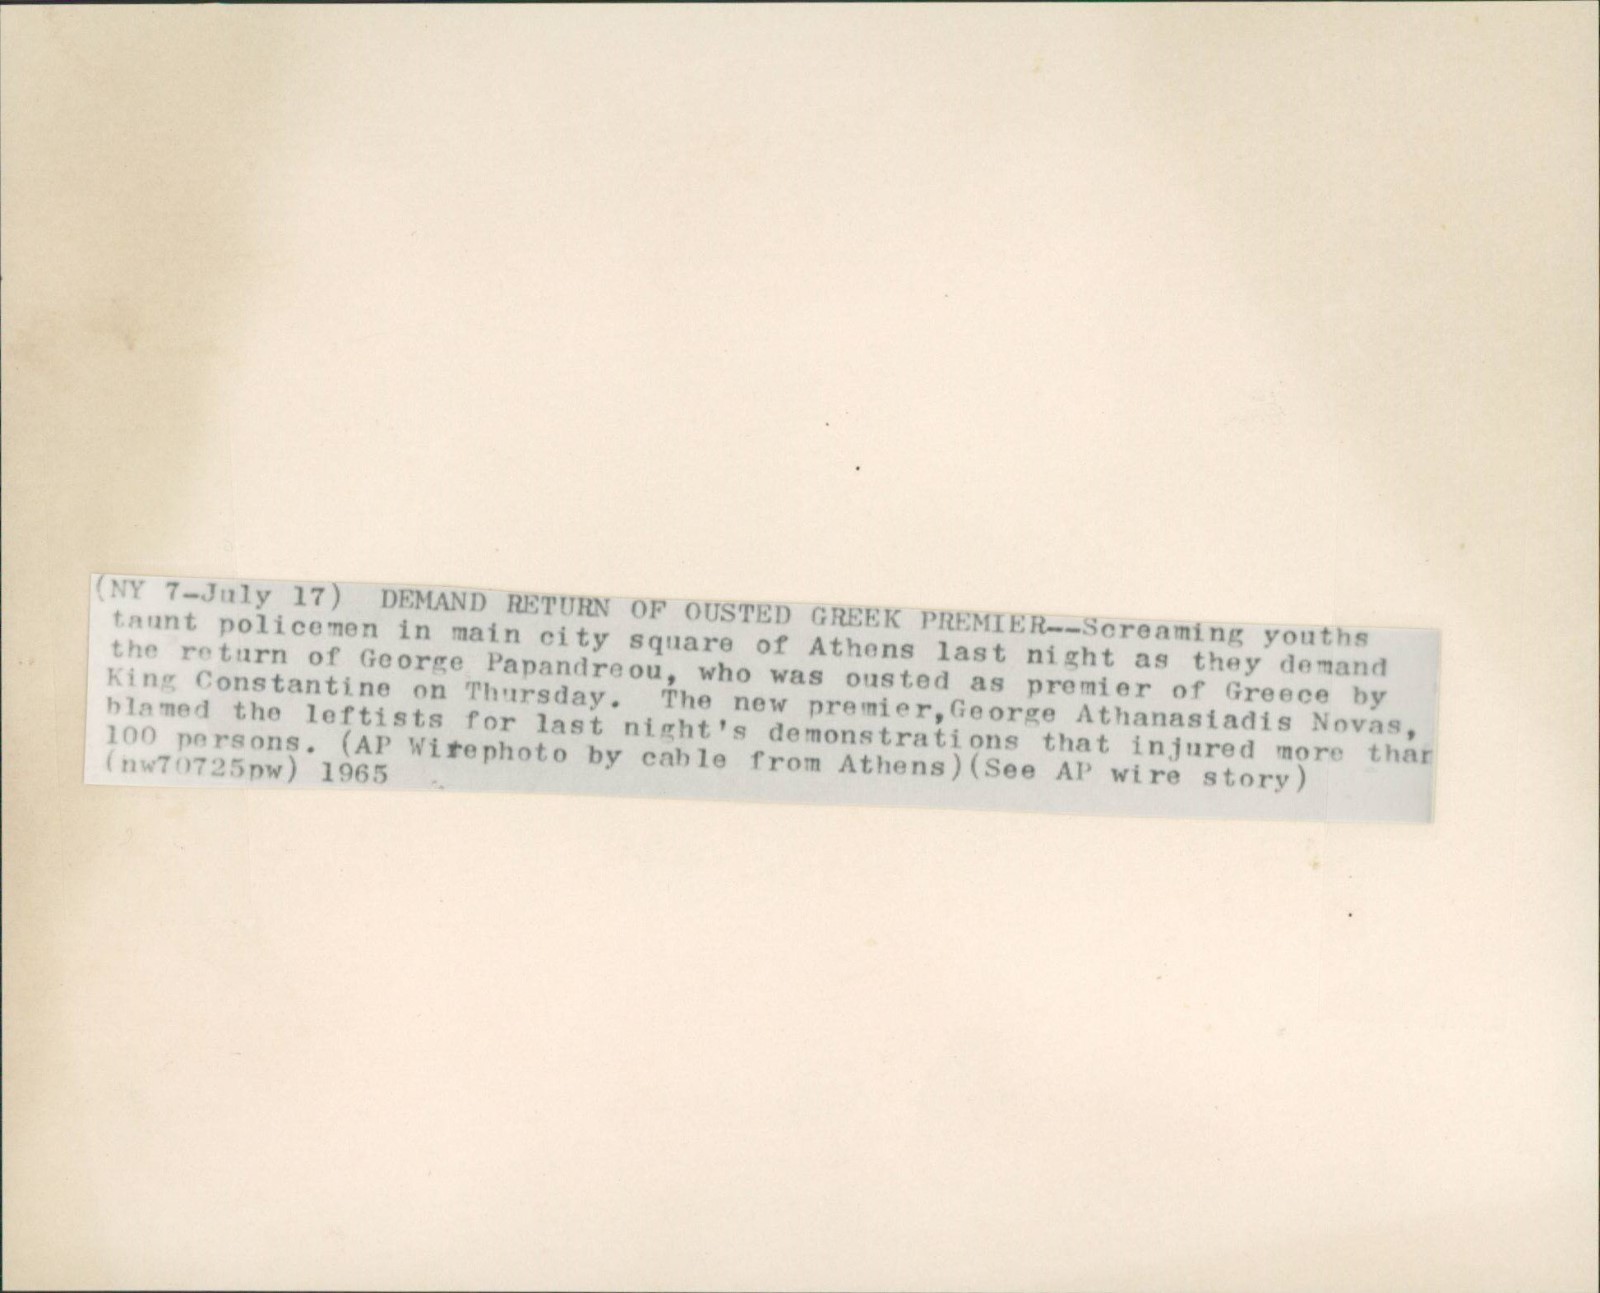 (NY 7-July 17) DEMAND RETURN OF OUSTED GREEK PREMIER--Screaming youths
taunt policemen in main city square of Athens last night as they demand
the return of George Papandreou, who was ousted as premier of Greece by
King Constantine on Thursday. The new premier,George Athanasiadis Novas,
blamed the leftists for last night's demonstrations that injured more than
100 persons. (AP Wirephoto by cable from Athens)(See AP wire story)
(nw70725pw) 1965